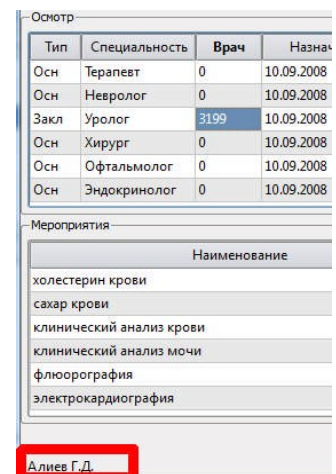 Осмотр
Тип Специальность Врач Назнач
Осн Терапевт 0 10.09.2008
Осн Невролог 0 10.09.2008
Закл Уролог 3199 10.09.2008
Осн Хирург 0 10.09.2008
Осн Офтальмолог 0 10.09.2008
Осн Эндокринолог 0 10.09.2008
Мероприятия
Наименование
холестерин крови
сахар крови
клинический анализ крови
клинический анализ мочи
флюорография
электрокардиография
Алиев Г.Д.